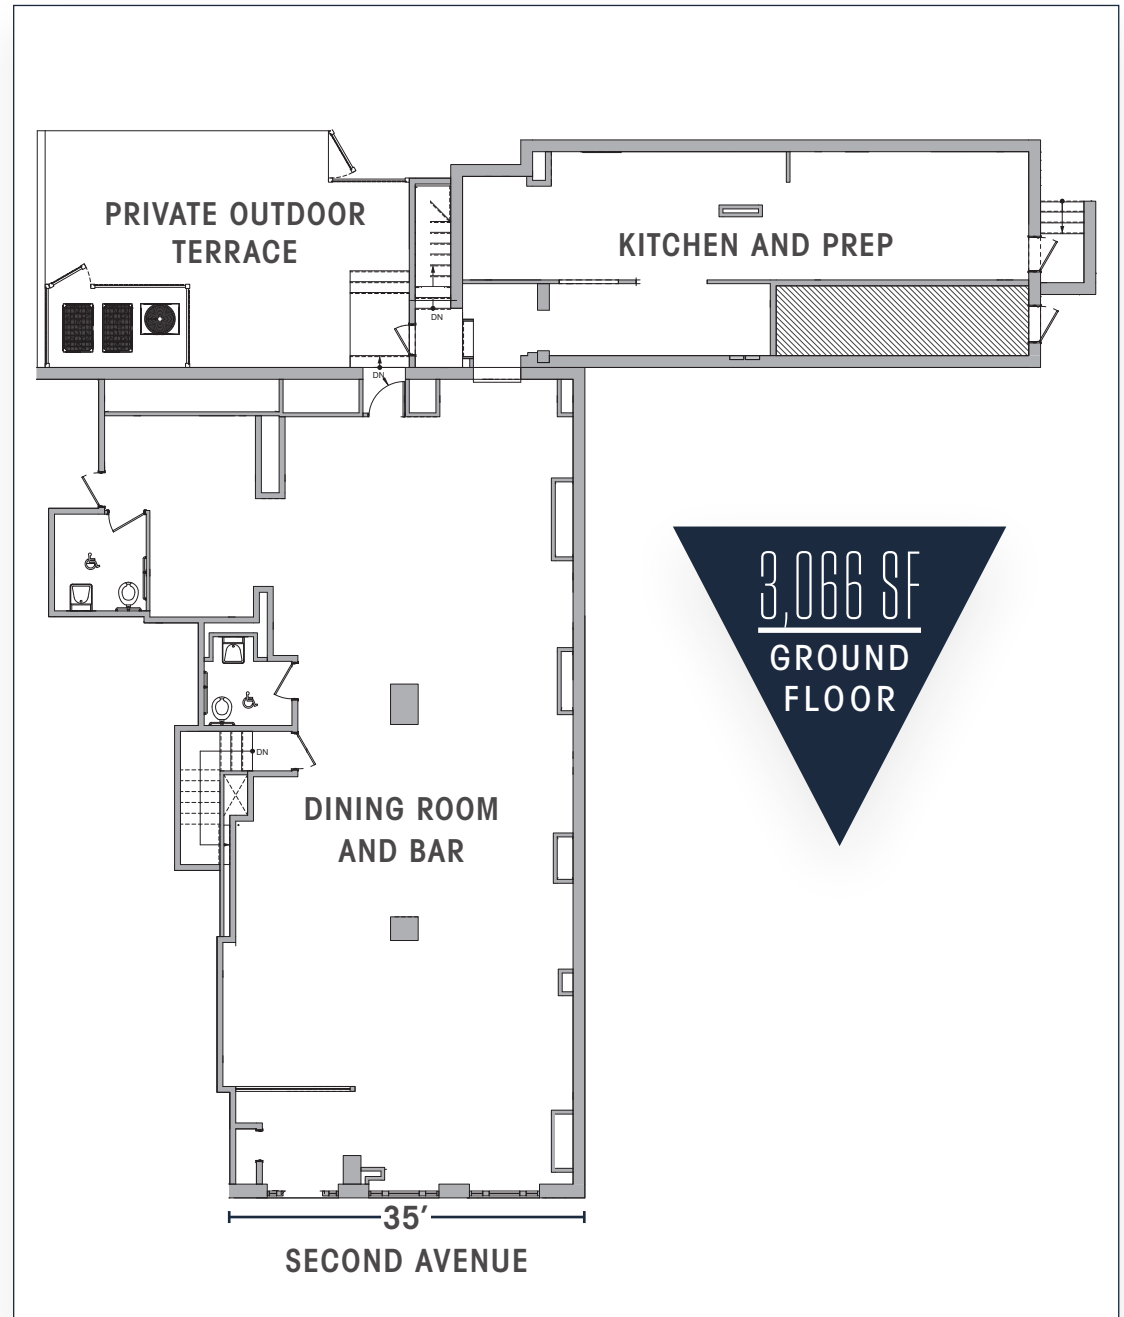 PRIVATE OUTDOOR
TERRACE
KITCHEN AND PREP
DN
DN
3,066 SF
GROUND
FLOOR
DN
DINING ROOM
AND BAR
35’
SECOND AVENUE